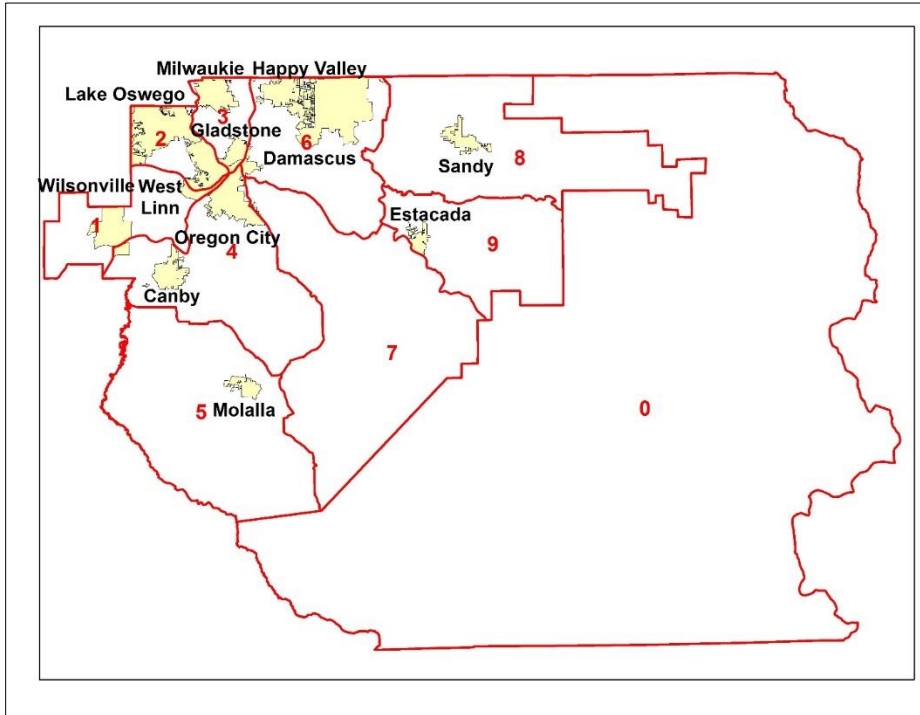 Milwaukie Happy Valley
Lake Oswego
3
2
Gladstone
6
Damascus
8
Sandy
Wilsonville West
Linn
1
Estacada
Oregon City
9
4
Canby
7
5
Molalla
0